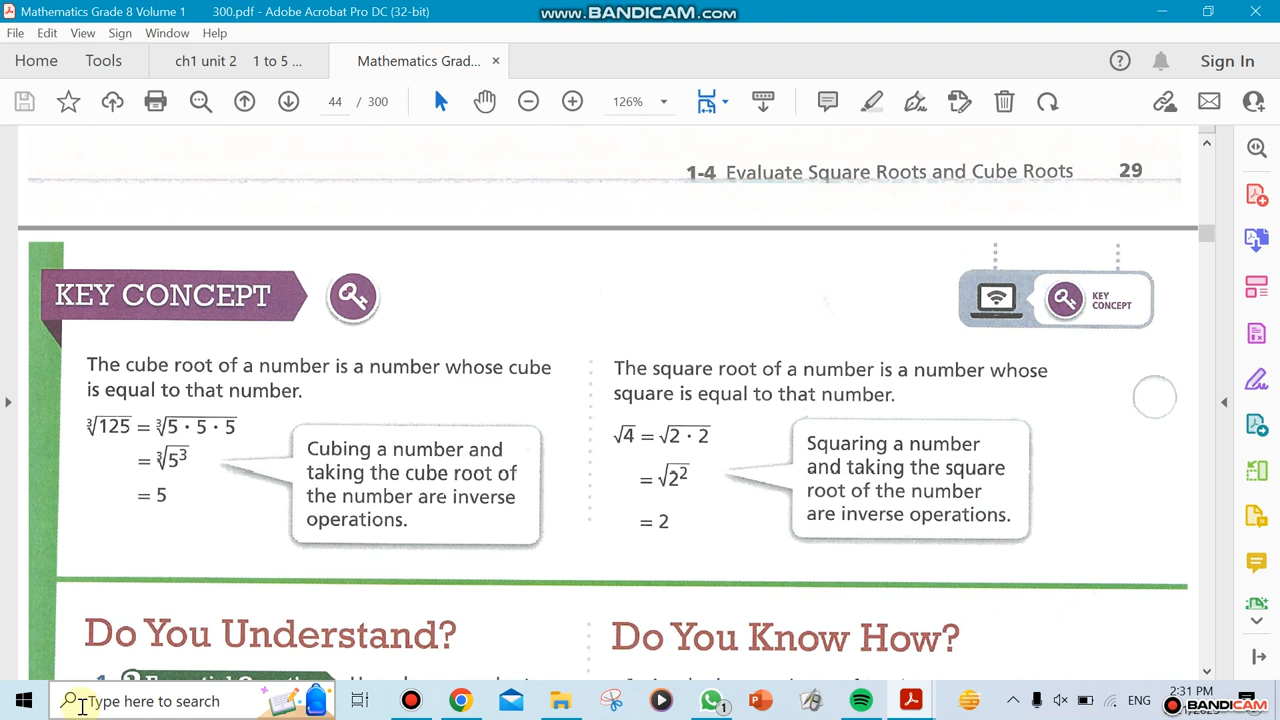 Mathematics Grade 8 Volume 1 300.pdf - Adobe Acrobat Pro DC (32-bit)
www.BANDICAM.com
File Edit View Sign Window Help
Home Tools ch1 unit 2 1 to 5 ... Mathematics Grad... × Sign In
44 / 300 126%
1-4 Evaluate Square Roots and Cube Roots 29
KEY CONCEPT
KEY CONCEPT
The cube root of a number is a number whose cube
is equal to that number.
∛125 = ∛5 · 5 · 5
= ∛5³
= 5
Cubing a number and
taking the cube root of
the number are inverse
operations.
The square root of a number is a number whose
square is equal to that number.
√4 = √2 · 2
= √2²
= 2
Squaring a number
and taking the square
root of the number
are inverse operations.
Do You Understand?
Do You Know How?
Type here to search
1
ENG
2:31 PM
BANDICAM